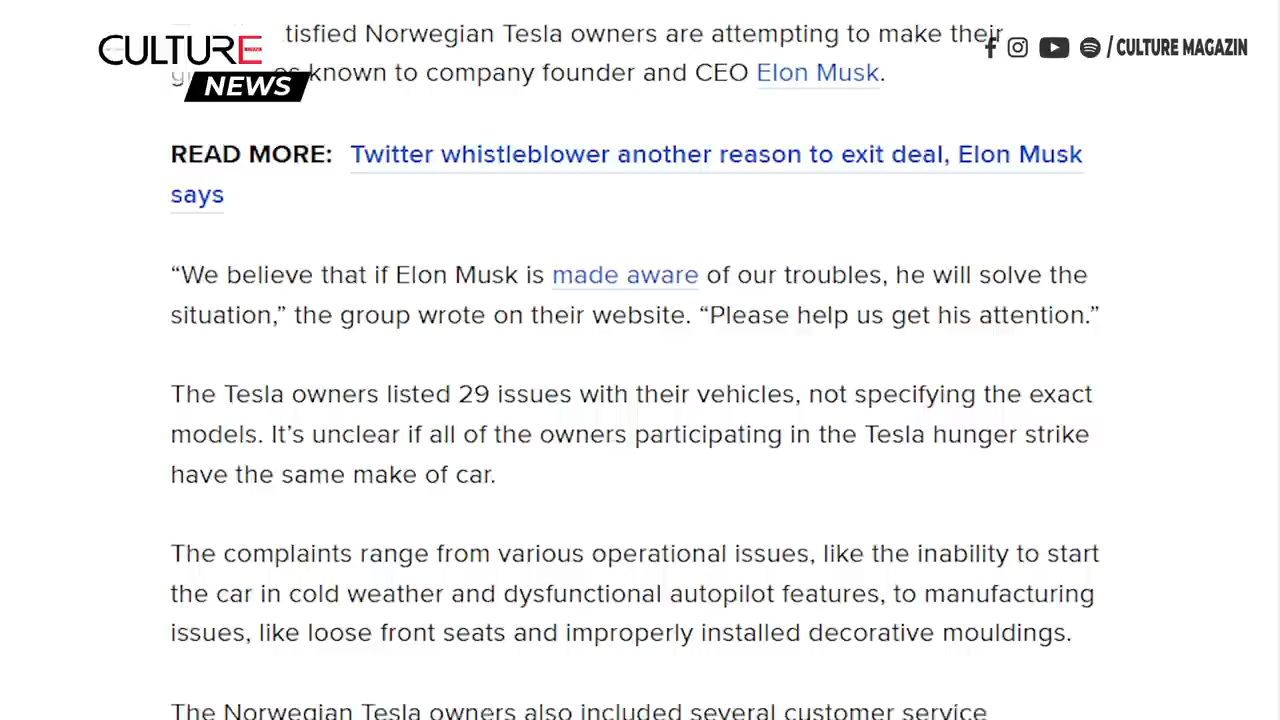 CULTURE
NEWS
/ CULTURE MAGAZIN
tisfied Norwegian Tesla owners are attempting to make their
known to company founder and CEO Elon Musk.
READ MORE: Twitter whistleblower another reason to exit deal, Elon Musk
says
“We believe that if Elon Musk is made aware of our troubles, he will solve the
situation,” the group wrote on their website. “Please help us get his attention.”
The Tesla owners listed 29 issues with their vehicles, not specifying the exact
models. It’s unclear if all of the owners participating in the Tesla hunger strike
have the same make of car.
The complaints range from various operational issues, like the inability to start
the car in cold weather and dysfunctional autopilot features, to manufacturing
issues, like loose front seats and improperly installed decorative mouldings.
The Norwegian Tesla owners also included several customer service